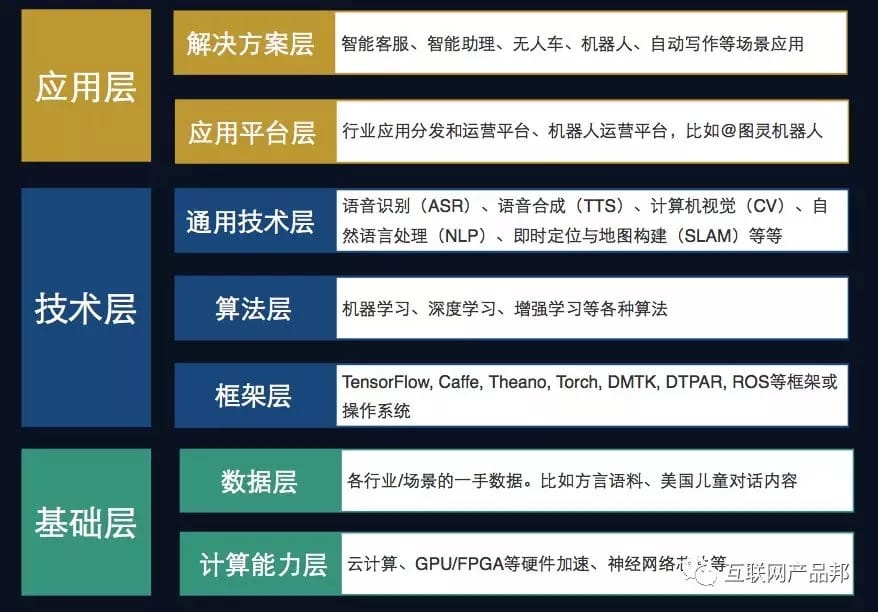 应用层
解决方案层
智能客服、智能助理、无人车、机器人、自动写作等场景应用
应用平台层
行业应用分发和运营平台、机器人运营平台，比如@图灵机器人
技术层
通用技术层
语音识别（ASR）、语音合成（TTS）、计算机视觉（CV）、自
然语言处理（NLP）、即时定位与地图构建（SLAM）等等
算法层
机器学习、深度学习、增强学习等各种算法
框架层
TensorFlow, Caffe, Theano, Torch, DMTK, DTPAR, ROS等框架或
操作系统
基础层
数据层
各行业/场景的一手数据。比如方言语料、美国儿童对话内容
计算能力层
云计算、GPU/FPGA等硬件加速、神经网络芯片等
互联网产品邦